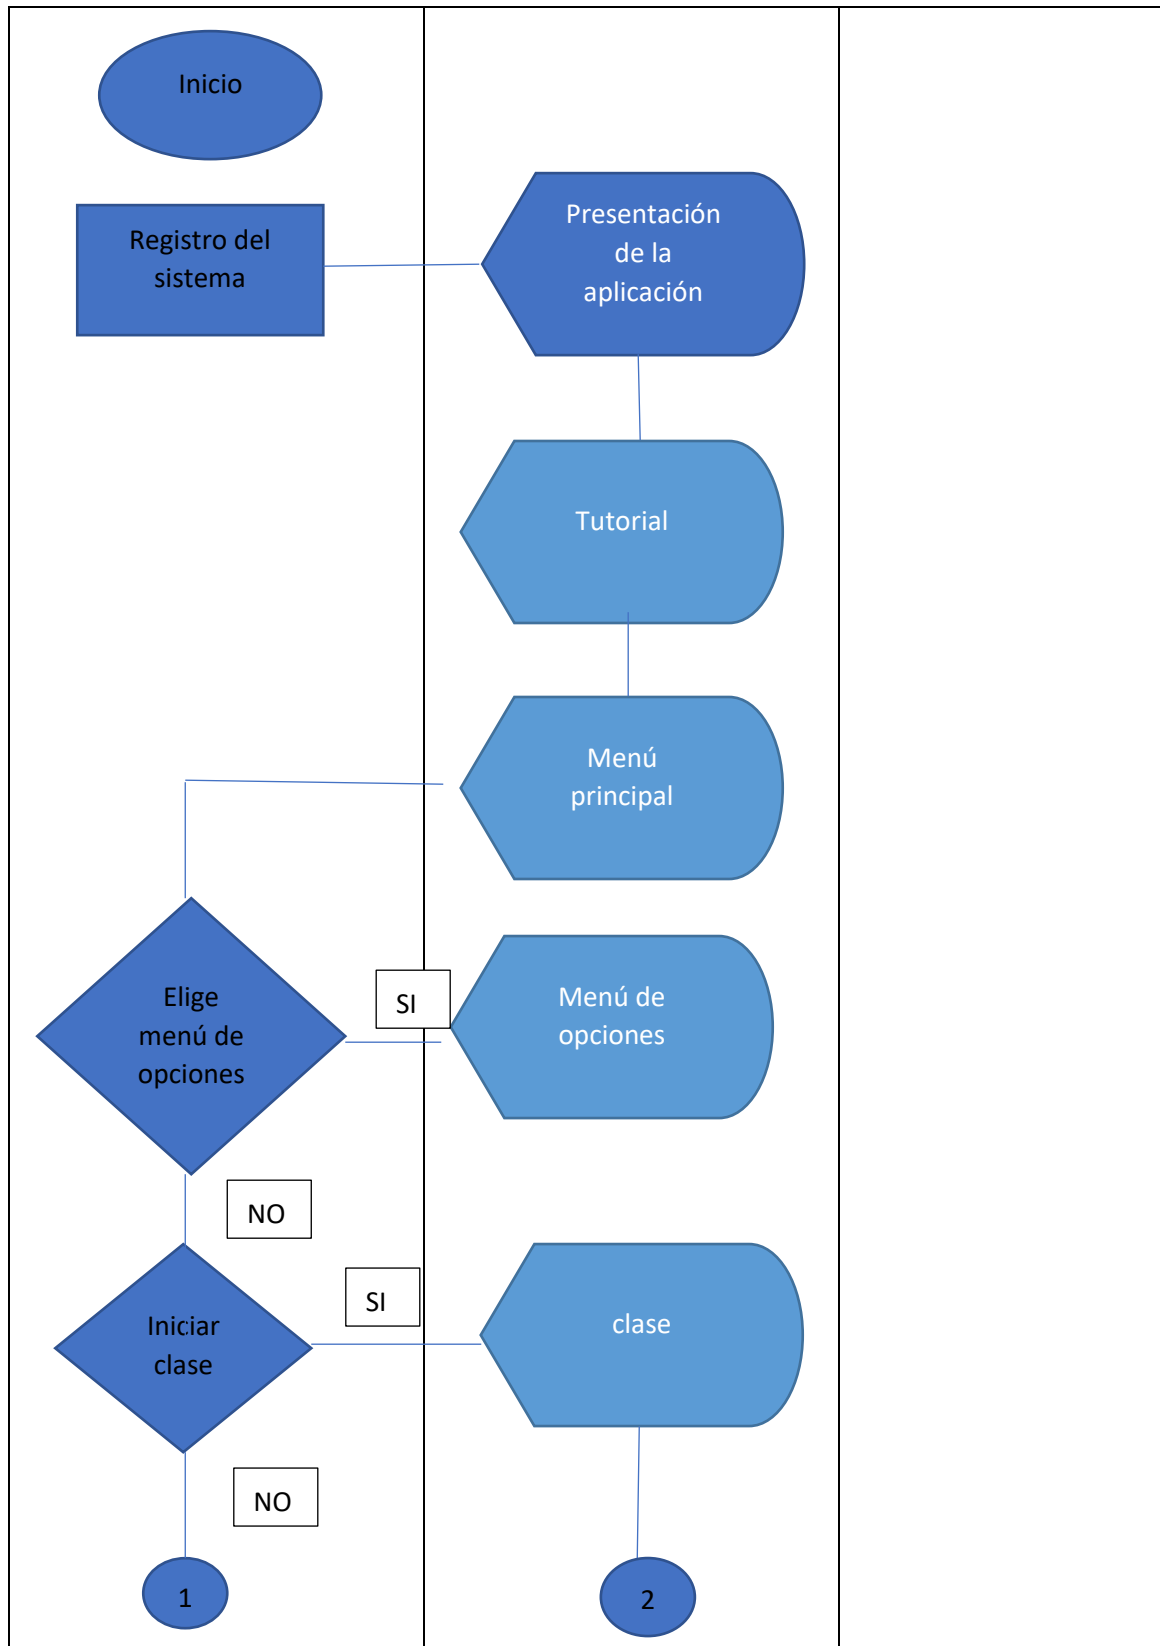 Inicio
Registro del
sistema
Presentación
de la
aplicación
Tutorial
Menú
principal
Elige
menú de
opciones
SI
Menú de
opciones
NO
Iniciar
clase
SI
clase
NO
1
2